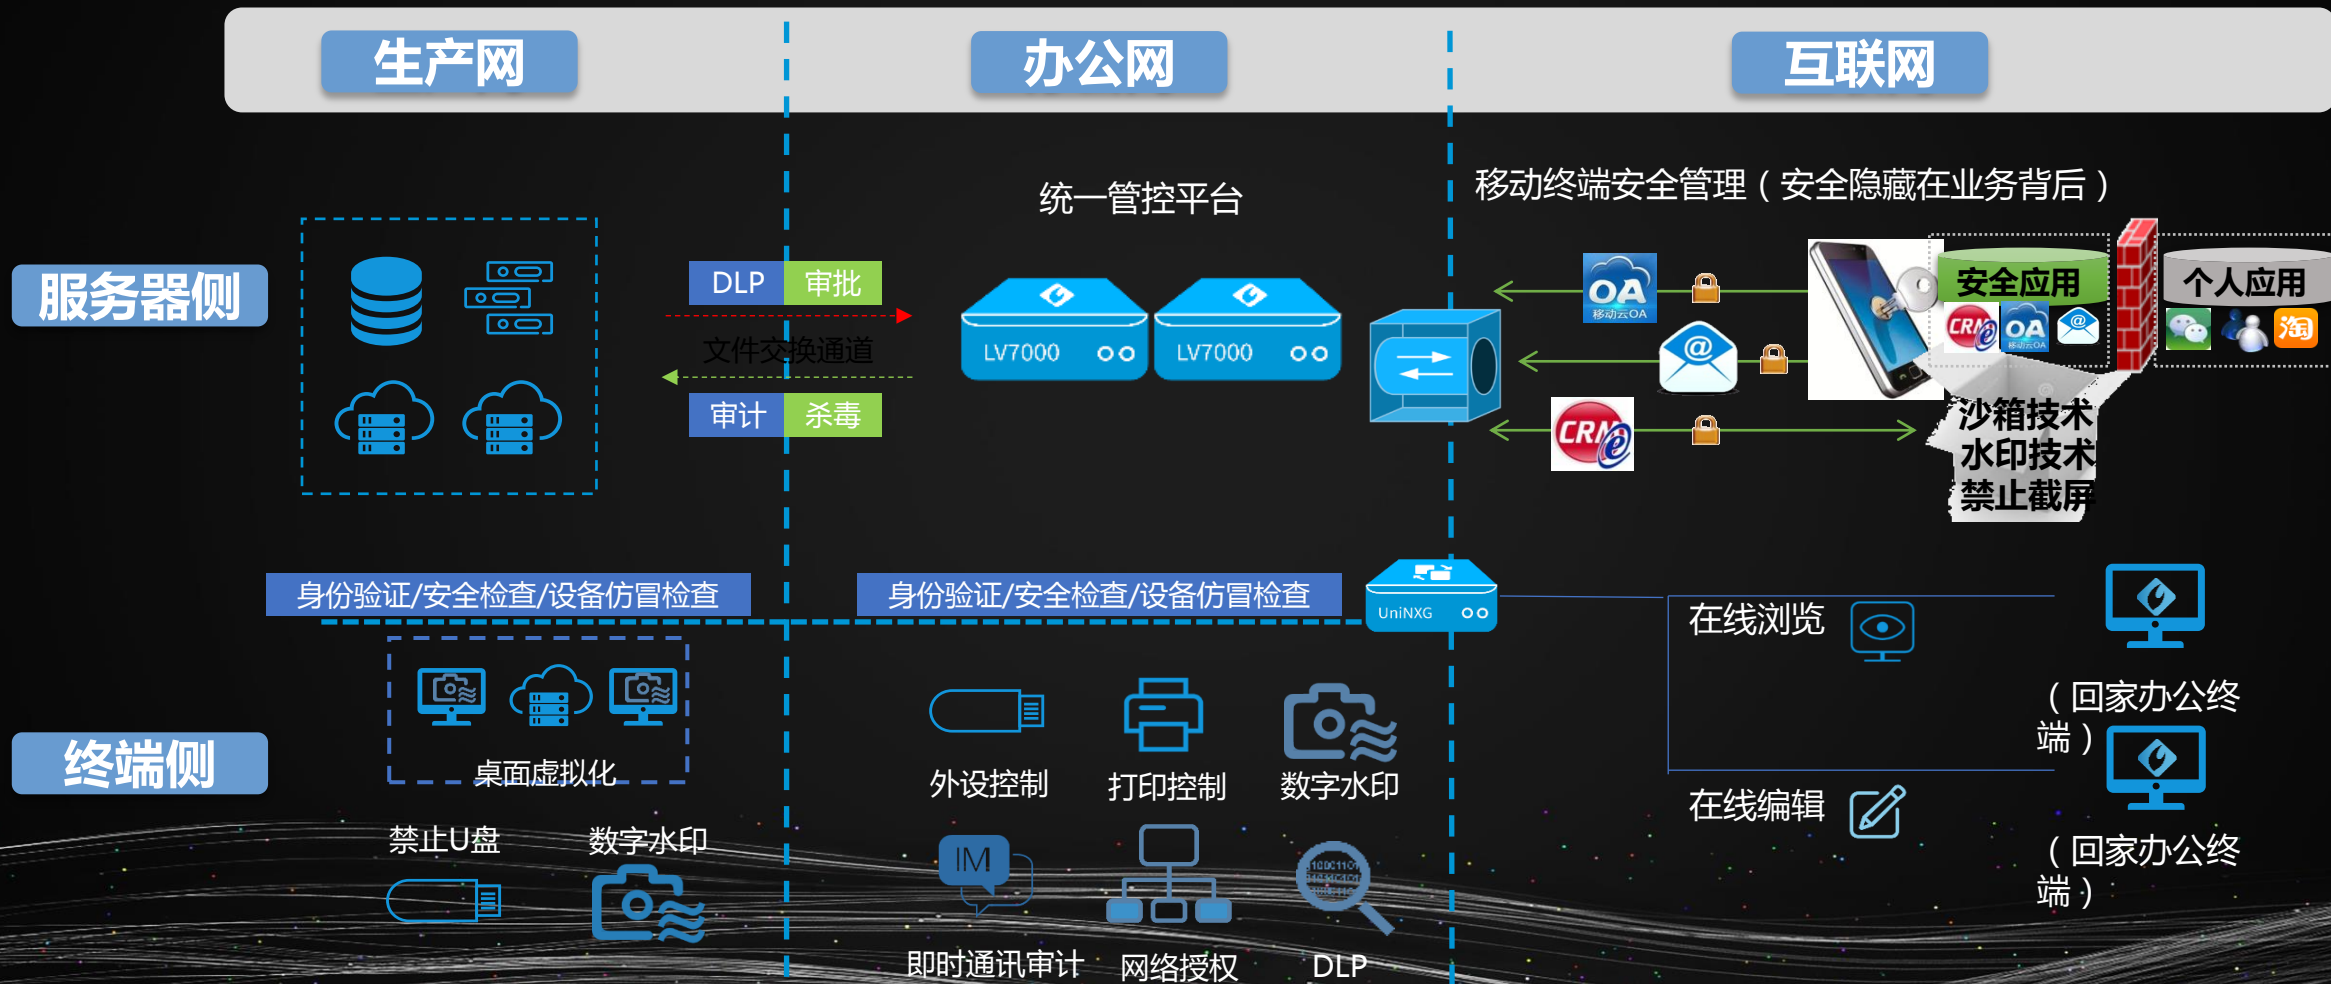 生产网
办公网
互联网
服务器侧
统一管控平台
移动终端安全管理（安全隐藏在业务背后）
DLP 审批
文件交换通道
审计 杀毒
LV7000
LV7000
OA
移动云OA
@
CRM
e
安全应用
CRM
e
OA
移动云OA
@
个人应用
淘
沙箱技术
水印技术
禁止截屏
身份验证/安全检查/设备仿冒检查
身份验证/安全检查/设备仿冒检查
UniNXG
终端侧
桌面虚拟化
禁止U盘
数字水印
外设控制
打印控制
数字水印
IM
即时通讯审计
网络授权
DLP
在线浏览
（回家办公终
端）
在线编辑
（回家办公终
端）